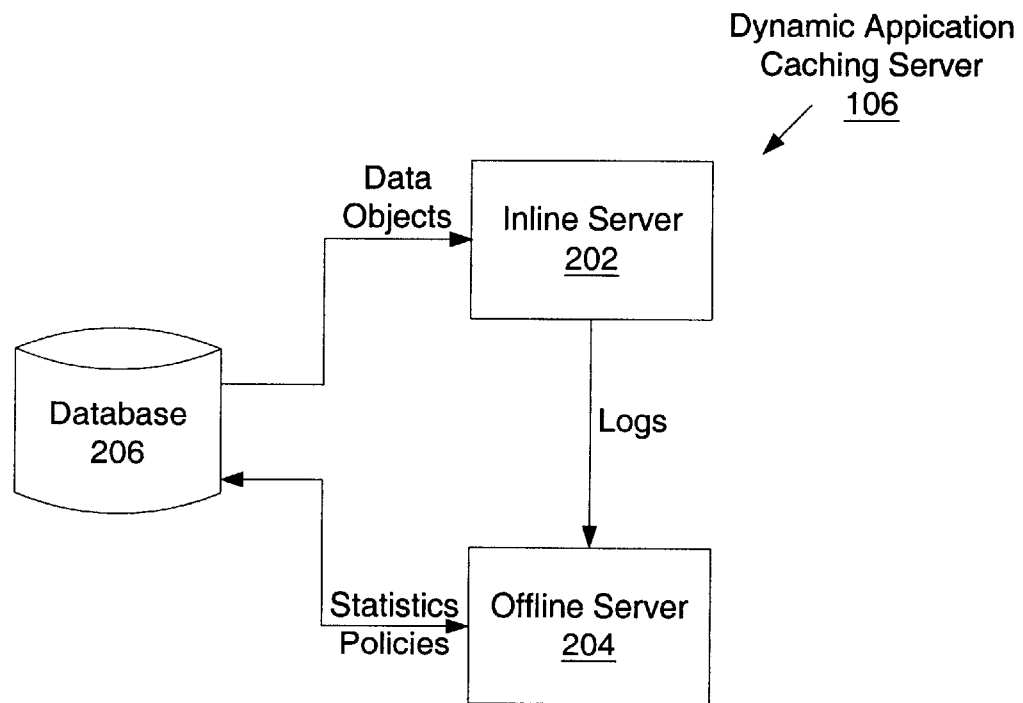 Dynamic Appication
Caching Server
106
Data
Objects
Inline Server
202
Database
206
Logs
Statistics
Policies
Offline Server
204